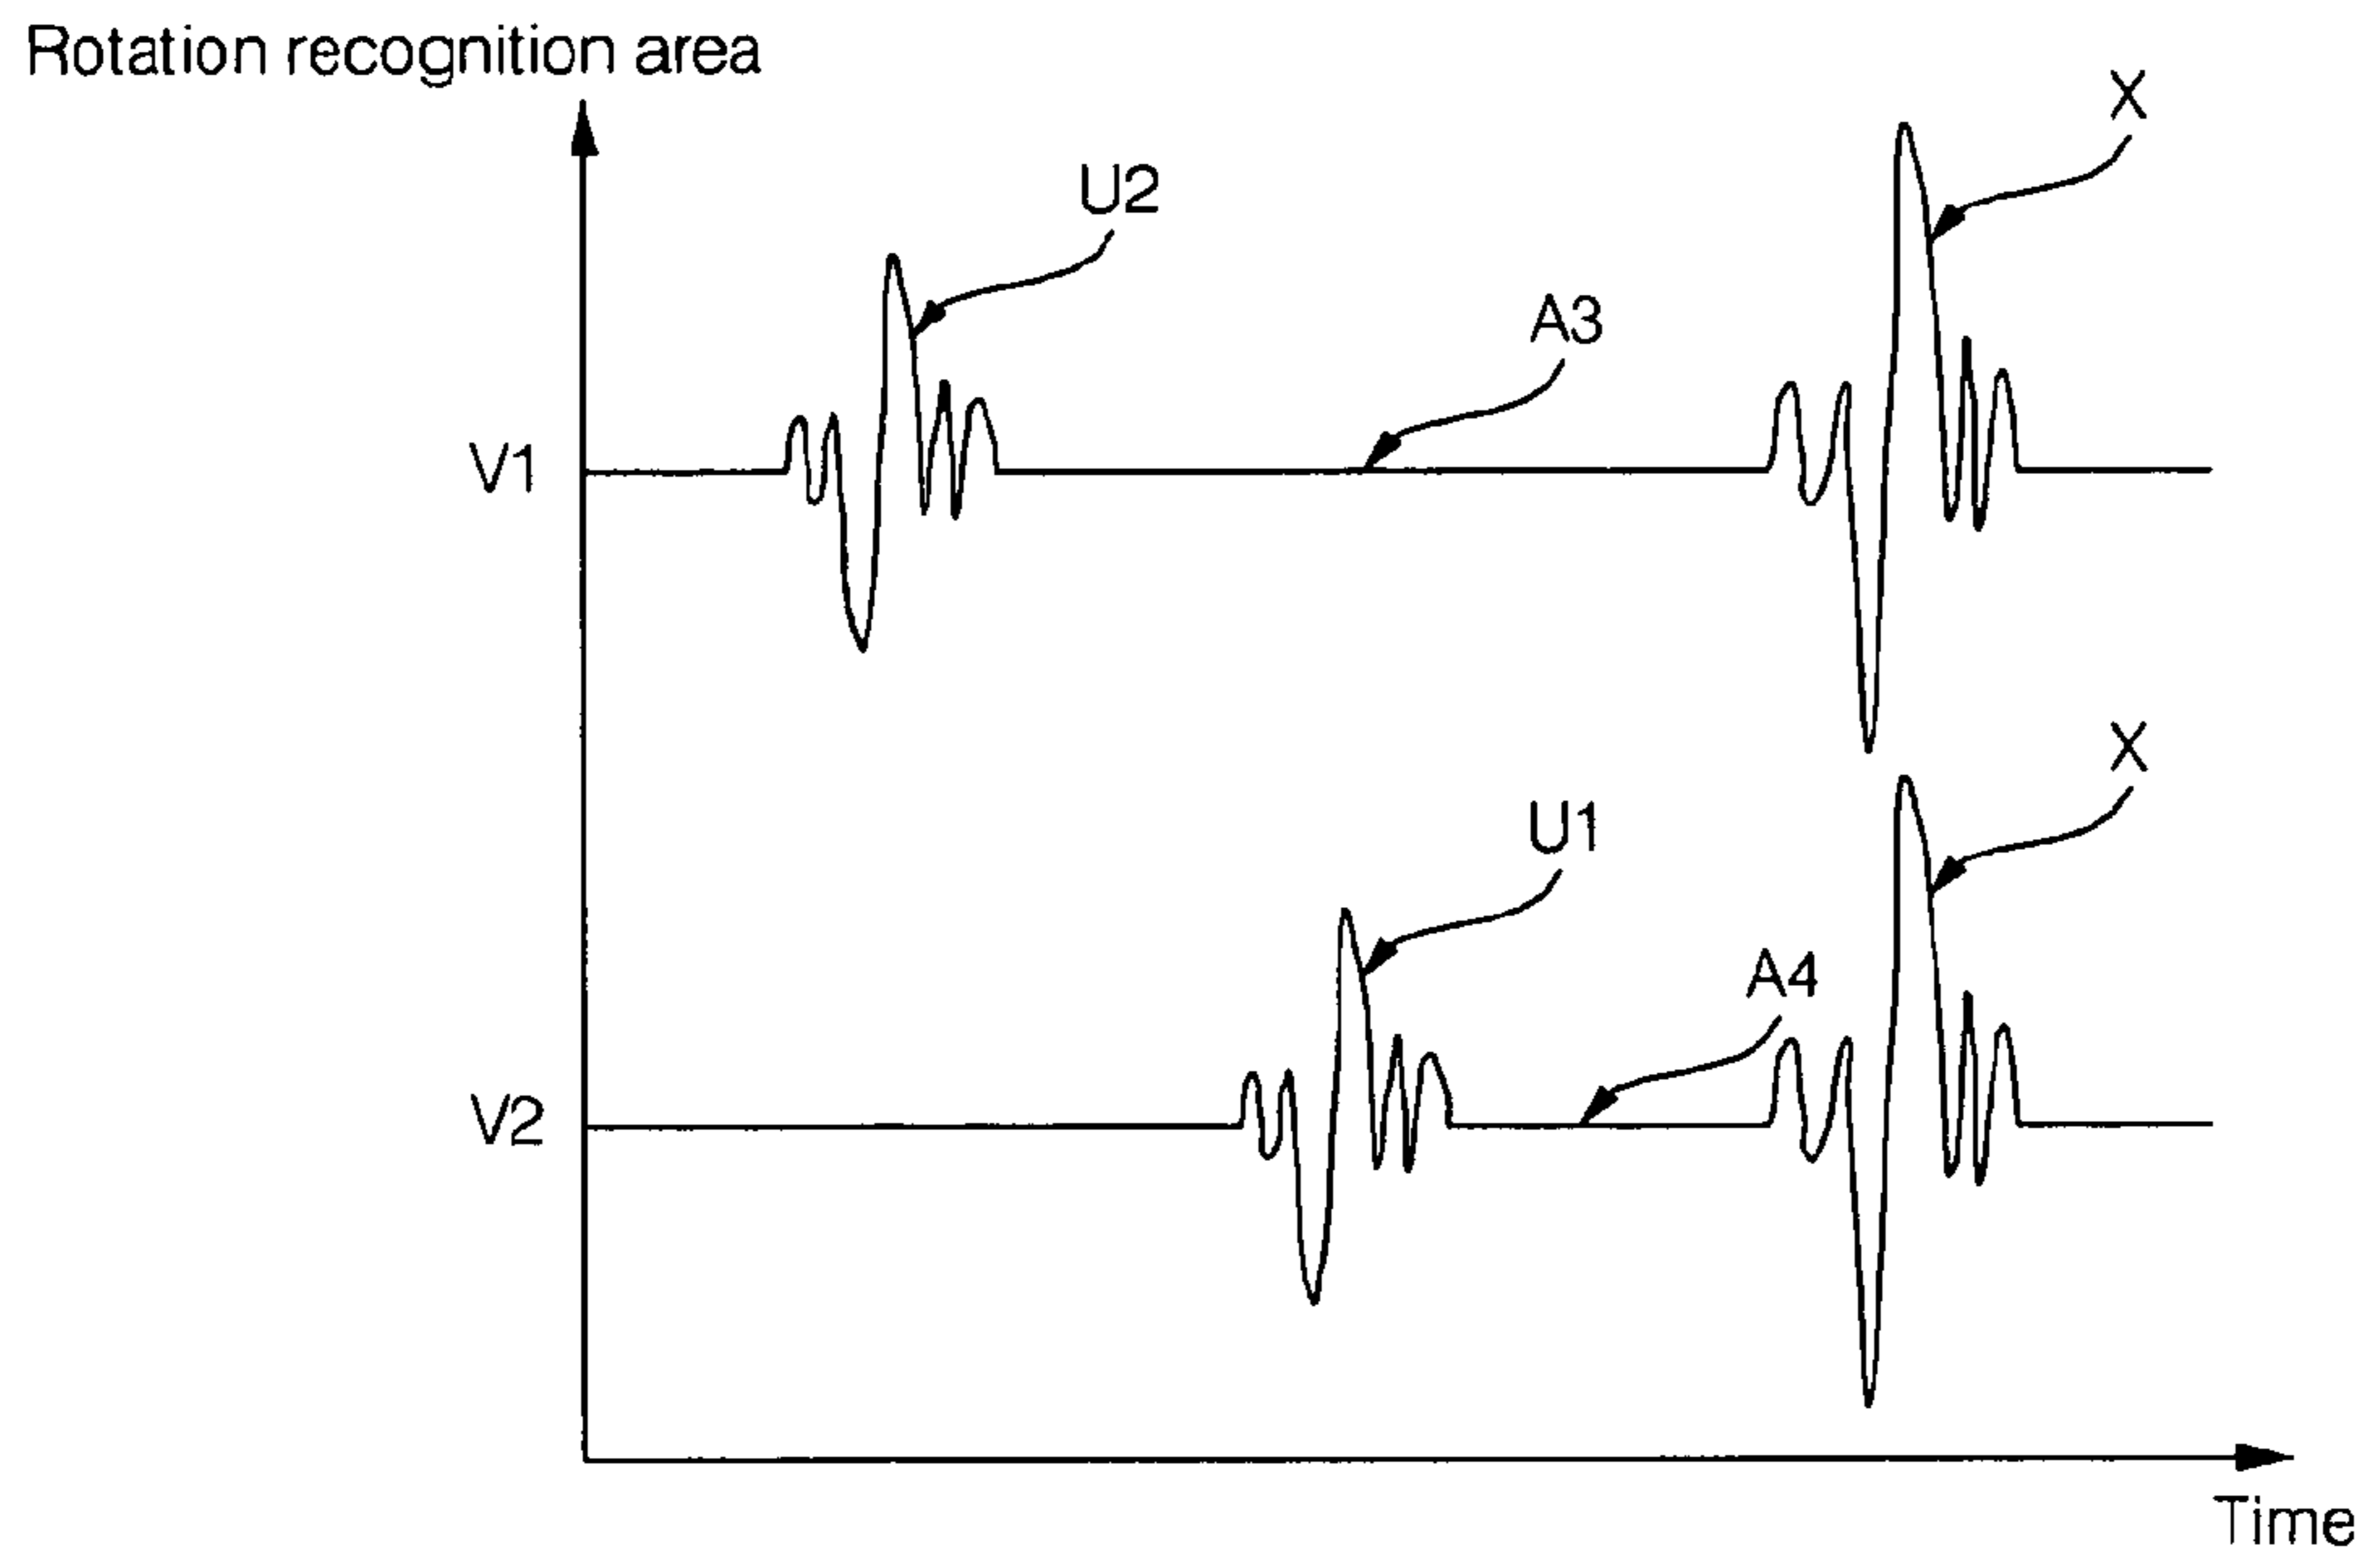 Rotation recognition area
X
U2
A3
V1
X
U1
A4
V2
Time